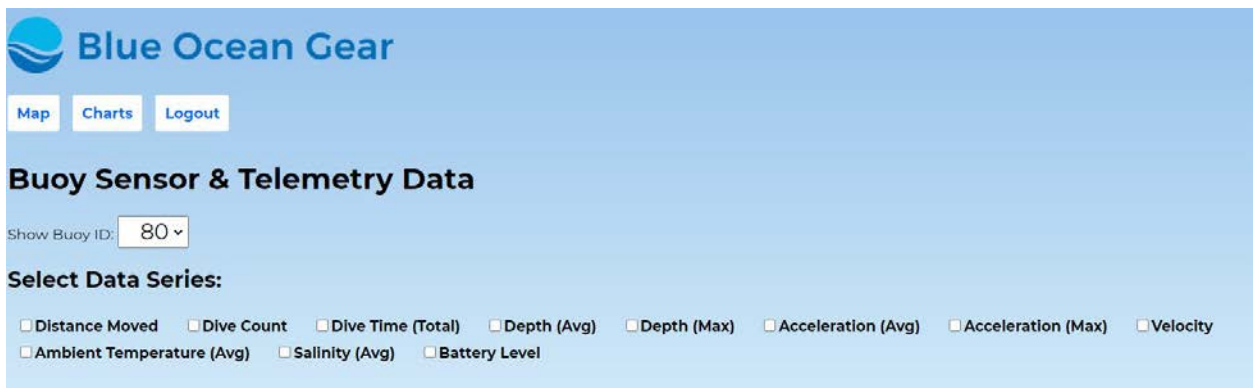 Blue Ocean Gear
Map Charts Logout
Buoy Sensor & Telemetry Data
Show Buoy ID: 80
Select Data Series:
Distance Moved Dive Count Dive Time (Total) Depth (Avg) Depth (Max) Acceleration (Avg) Acceleration (Max) Velocity
Ambient Temperature (Avg) Salinity (Avg) Battery Level